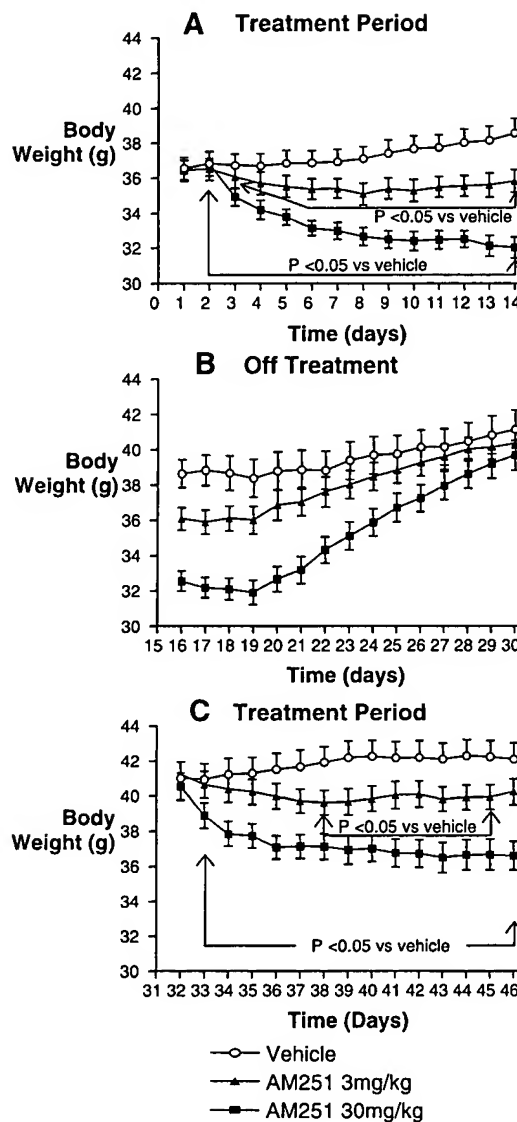 A Treatment Period
44
42
40
38
36
34
32
30
Body
Weight (g)
P <0.05 vs vehicle
P <0.05 vs vehicle
0 1 2 3 4 5 6 7 8 9 10 11 12 13 14
Time (days)
B Off Treatment
44
42
40
38
36
34
32
30
Body
Weight (g)
15 16 17 18 19 20 21 22 23 24 25 26 27 28 29 30
Time (days)
C Treatment Period
44
42
40
38
36
34
32
30
Body
Weight (g)
P <0.05 vs vehicle
P <0.05 vs vehicle
31 32 33 34 35 36 37 38 39 40 41 42 43 44 45 46
Time (Days)
Vehicle
AM251 3mg/kg
AM251 30mg/kg